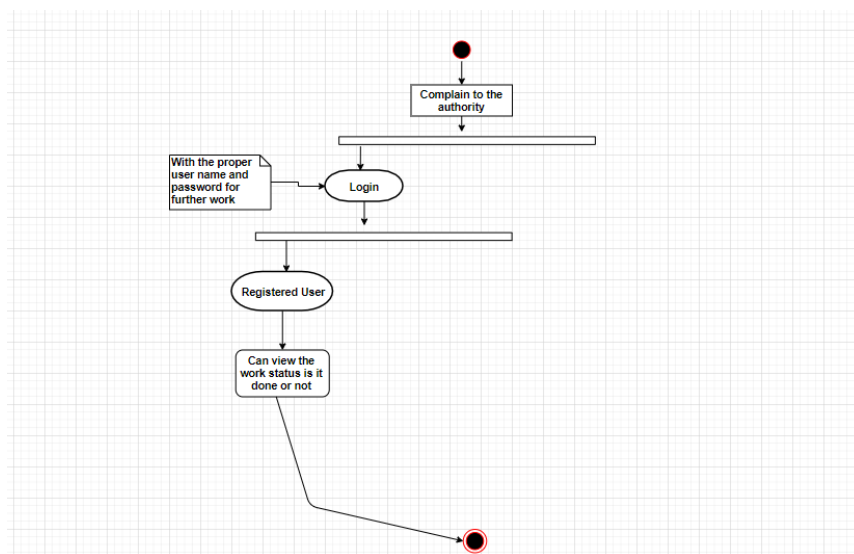 Complain to the
authority
With the proper
user name and
password for
further work
Login
Registered User
Can view the
work status is it
done or not